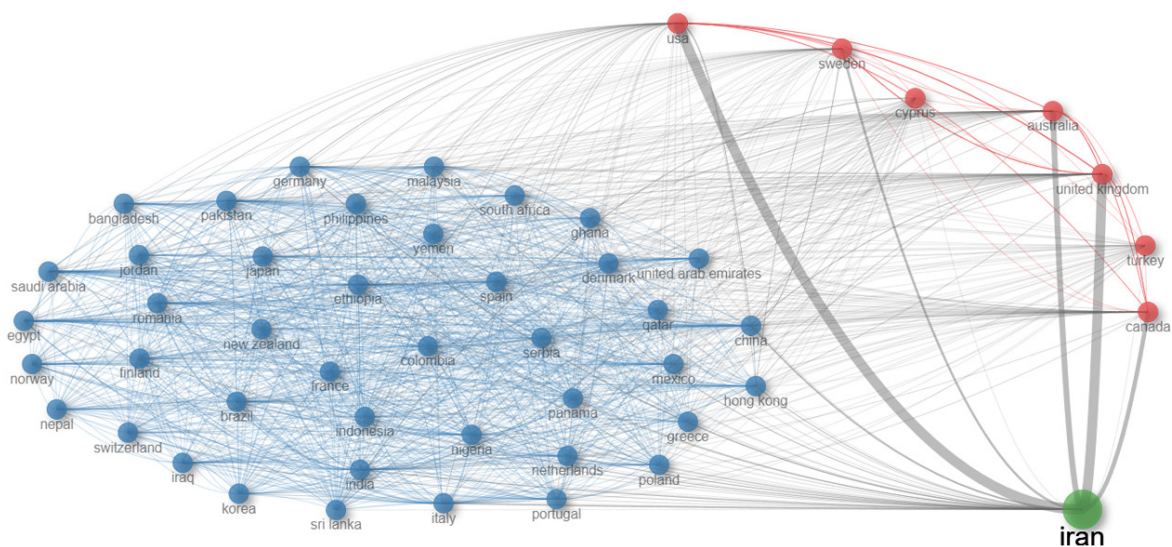 usa
sweden
cyprus
australia
germany
malaysia
united kingdom
bangladesh
pakistan
philippines
south africa
ghana
yemen
turkey
saudi arabia
jordan
japan
denmark
united arab emirates
ethiopia
spain
egypt
romania
qatar
canada
new zealand
colombia
serbia
china
norway
finland
france
mexico
hong kong
nepal
brazil
indonesia
panama
greece
switzerland
nigeria
iraq
india
netherlands
poland
korea
sri lanka
italy
portugal
iran